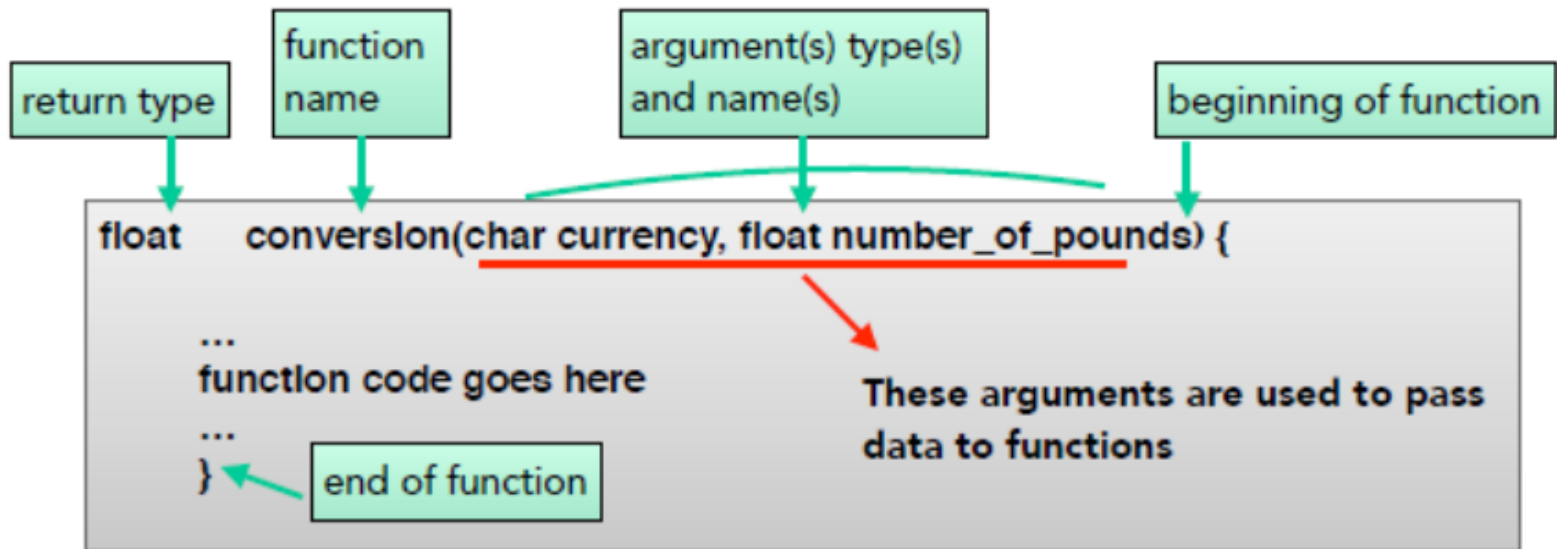 function
name
argument(s) type(s)
and name(s)
return type
beginning of function
float conversion(char currency, float number_of_pounds) {
...
function code goes here
...
}
These arguments are used to pass
data to functions
end of function